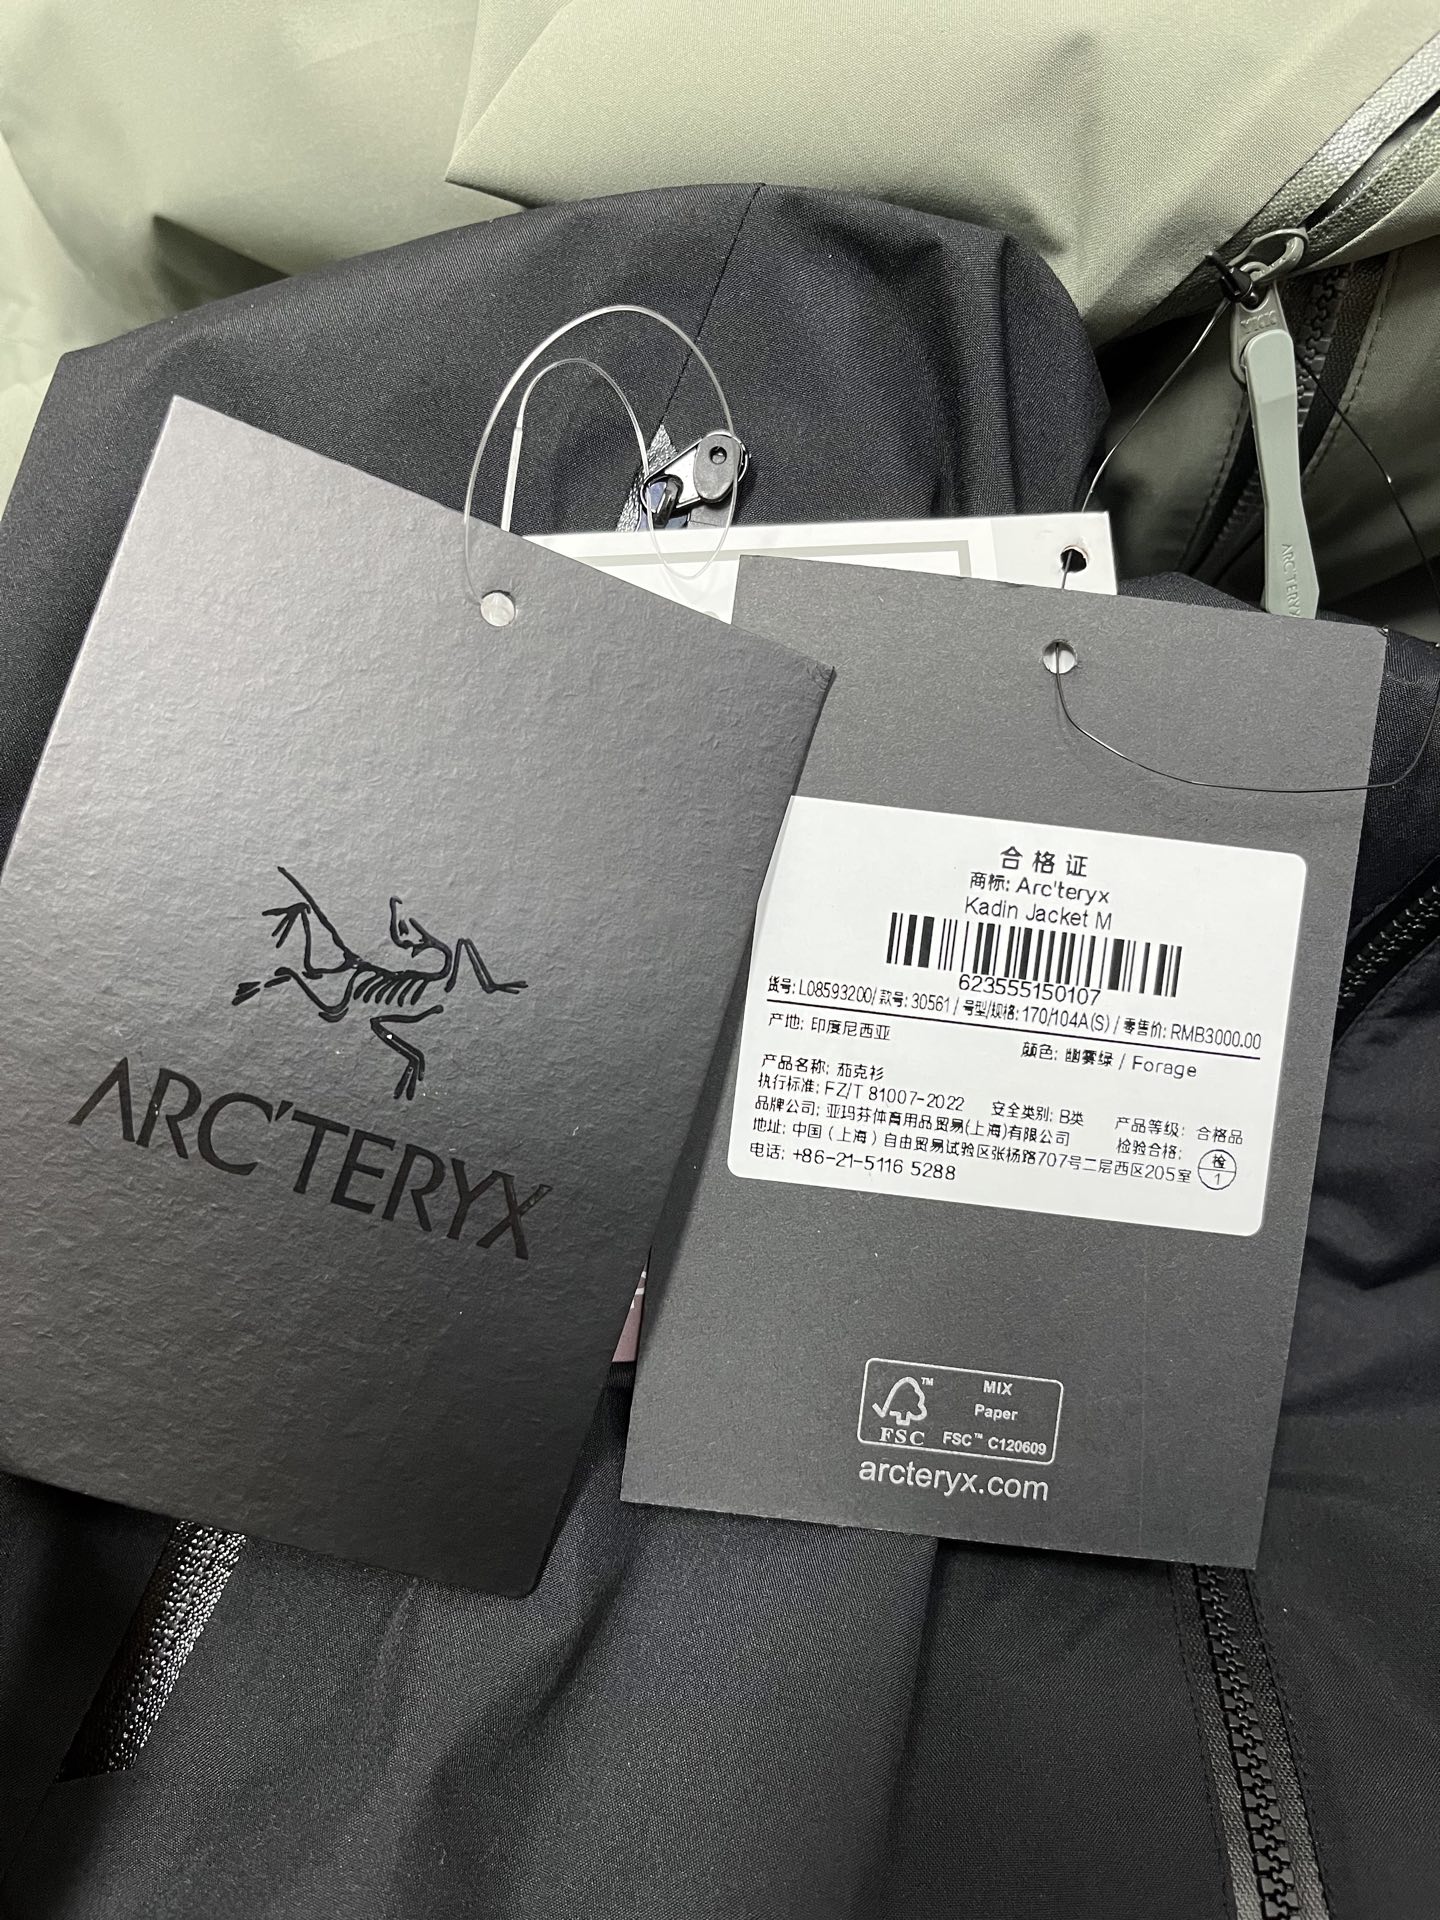 ARC'TERYX
YKK
ARC'TERYX
合格证
商标: Arc'teryx
Kadin Jacket M
623555150107
货号: L08593200/ 款号: 30561 / 号型/规格: 170/104A(S) / 零售价: RMB3000.00
产地: 印度尼西亚 颜色: 幽雾绿 / Forage
产品名称: 茄克衫
执行标准: FZ/T 81007-2022 安全类别: B类 产品等级: 合格品
品牌公司: 亚玛芬体育用品贸易(上海)有限公司 检验合格: 检 1
地址: 中国（上海）自由贸易试验区张杨路707号二层西区205室
电话: +86-21-5116 5288
MIX
Paper
FSC™ C120609
™
FSC
arcteryx.com